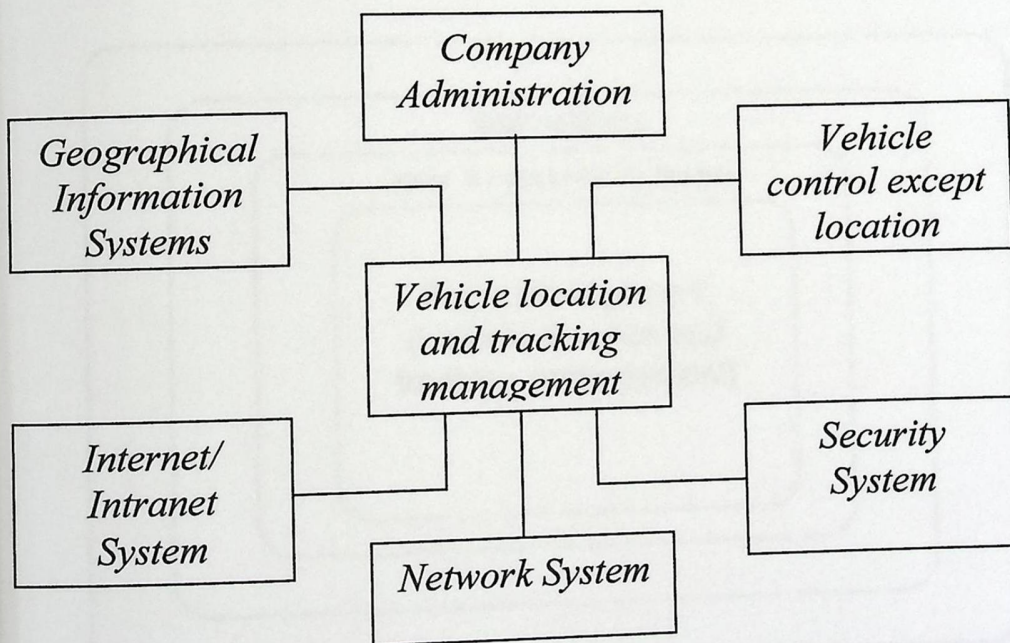 Company
Administration
Geographical
Information
Systems
Vehicle
control except
location
Vehicle location
and tracking
management
Internet/
Intranet
System
Security
System
Network System